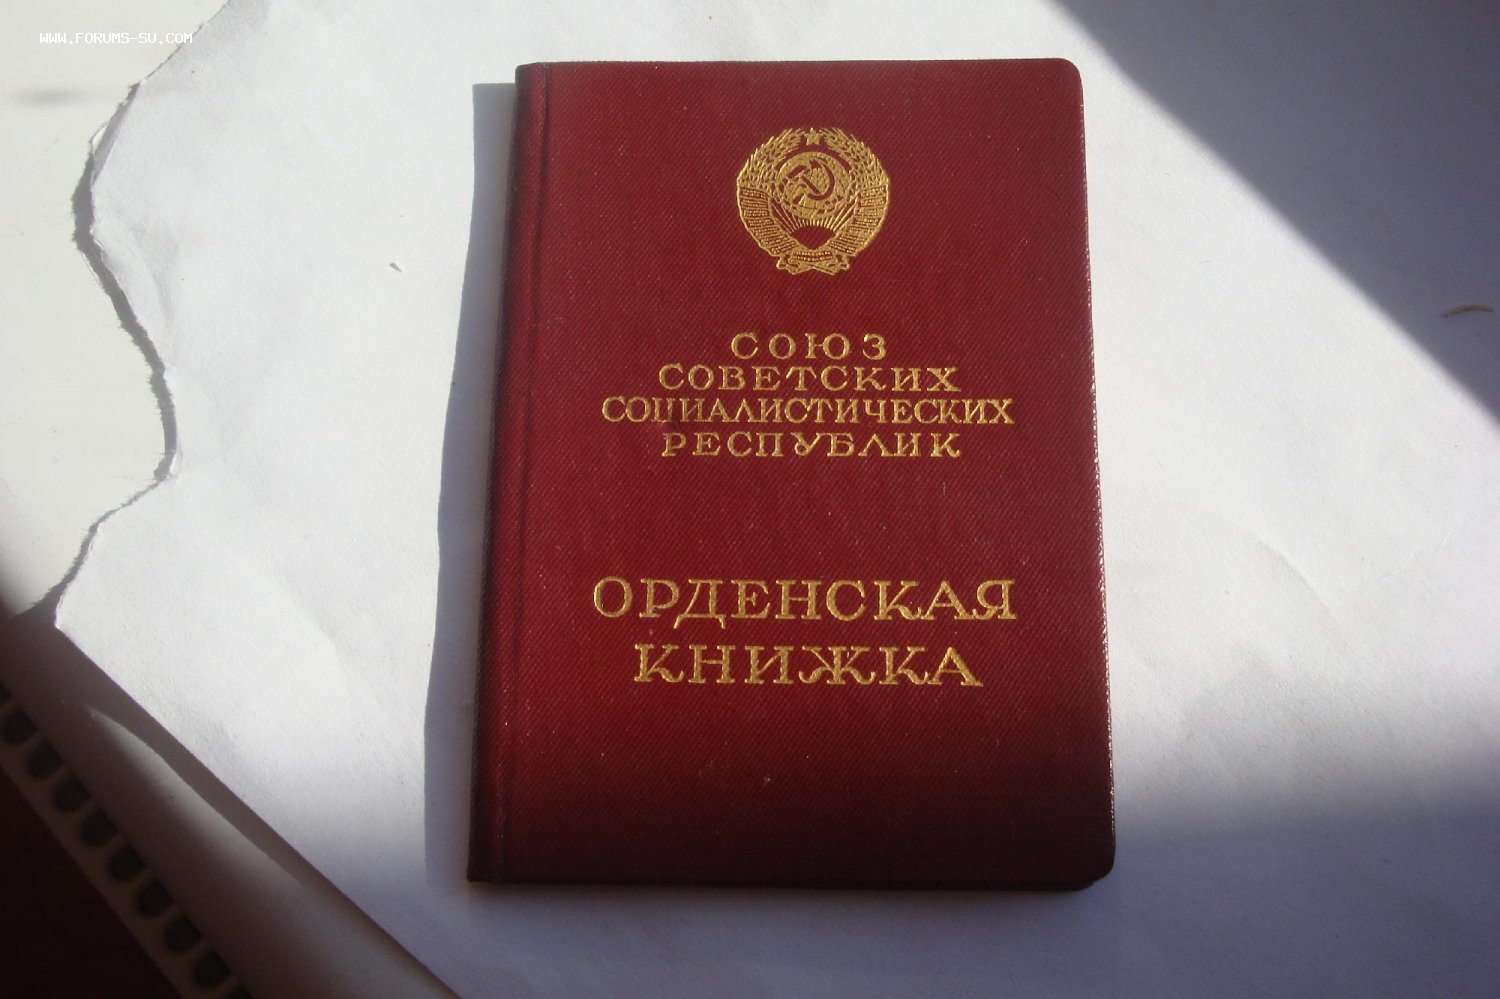 WWW.FORUMS-SU.COM
СОЮЗ
СОВЕТСКИХ
СОЦИАЛИСТИЧЕСКИХ
РЕСПУБЛИК
ОРДЕНСКАЯ
КНИЖКА